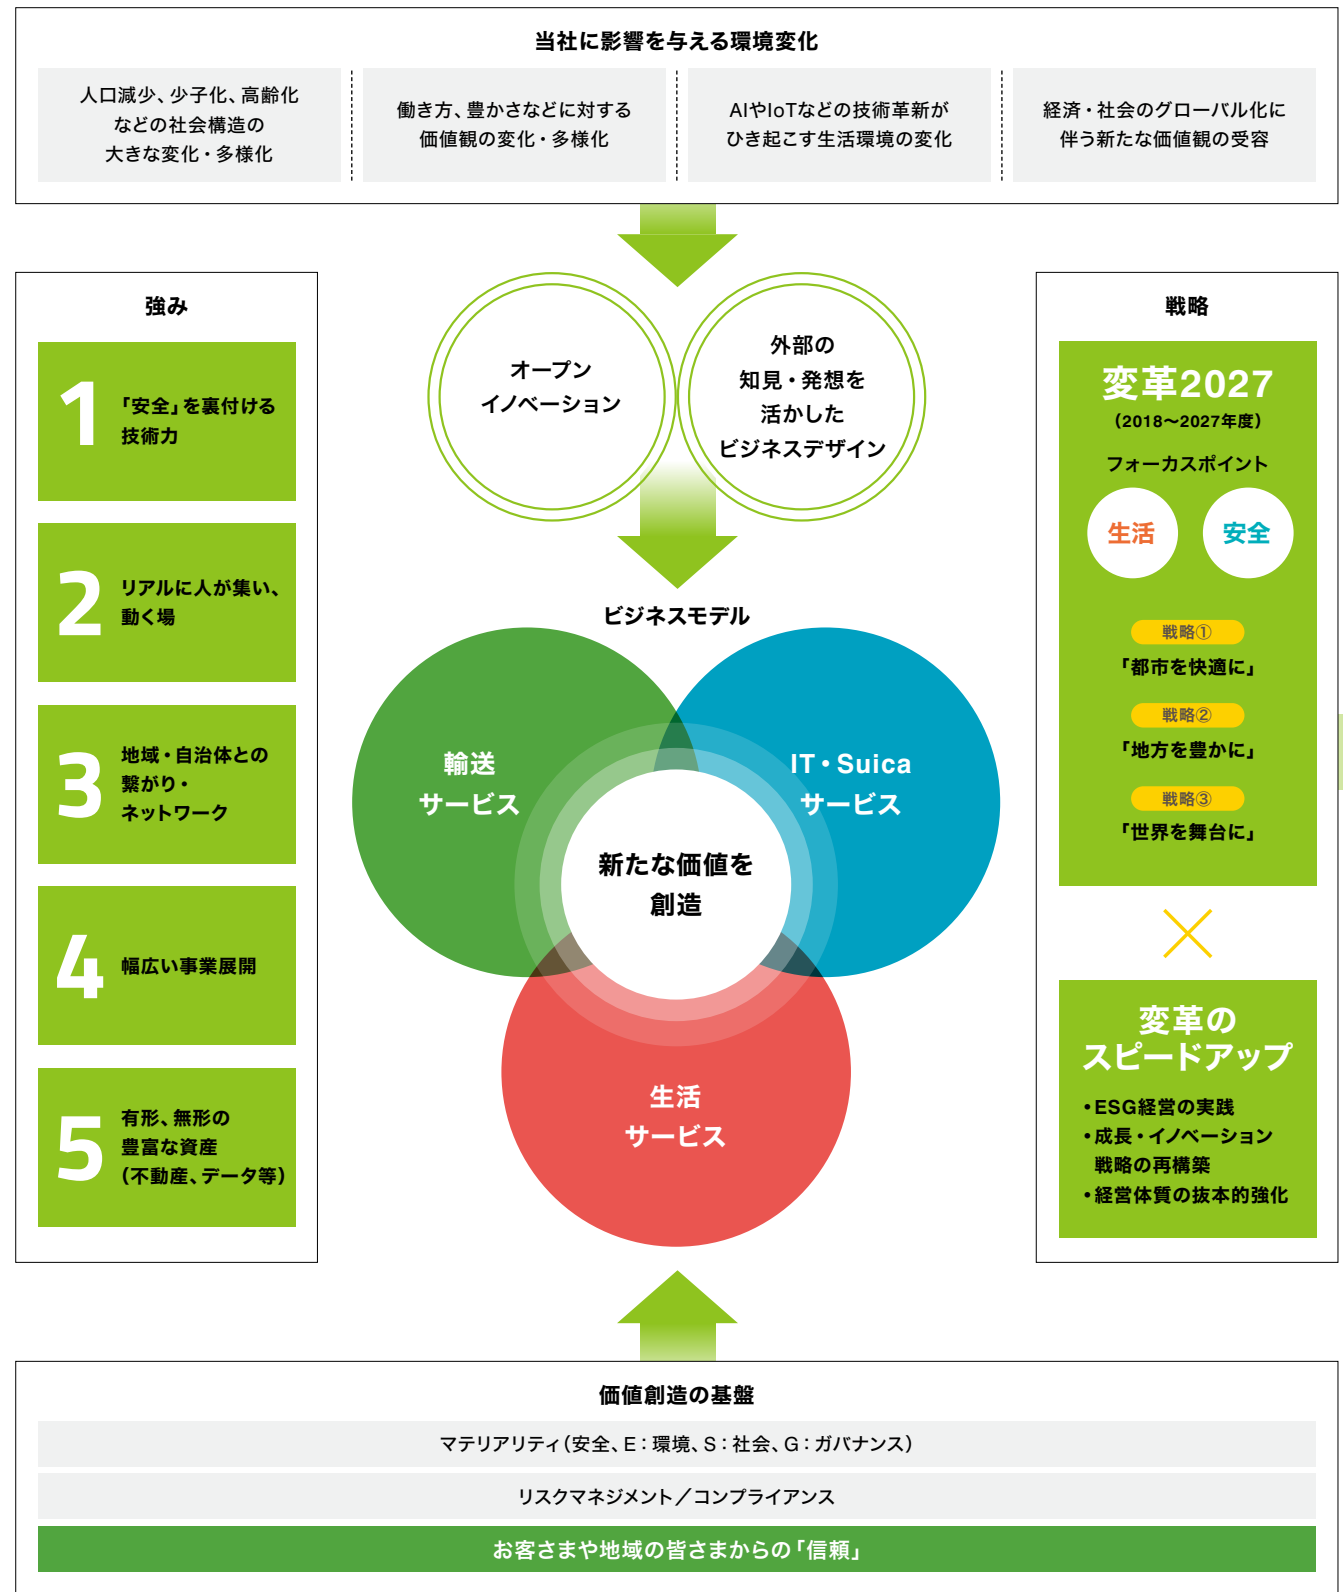 当社に影響を与える環境変化
人口減少、少子化、高齢化
などの社会構造の
大きな変化・多様化
働き方、豊かさなどに対する
価値観の変化・多様化
AIやIoTなどの技術革新が
ひき起こす生活環境の変化
経済・社会のグローバル化に
伴う新たな価値観の受容
強み
1
「安全」を裏付ける
技術力
2
リアルに人が集い、
動く場
3
地域・自治体との
繋がり・
ネットワーク
4
幅広い事業展開
5
有形、無形の
豊富な資産
（不動産、データ等）
オープン
イノベーション
外部の
知見・発想を
活かした
ビジネスデザイン
ビジネスモデル
輸送
サービス
IT・Suica
サービス
新たな価値を
創造
生活
サービス
戦略
変革2027
（2018〜2027年度）
フォーカスポイント
生活
安全
戦略①
「都市を快適に」
戦略②
「地方を豊かに」
戦略③
「世界を舞台に」
変革の
スピードアップ
・ESG経営の実践
・成長・イノベーション
戦略の再構築
・経営体質の抜本的強化
価値創造の基盤
マテリアリティ（安全、E：環境、S：社会、G：ガバナンス）
リスクマネジメント／コンプライアンス
お客さまや地域の皆さまからの「信頼」